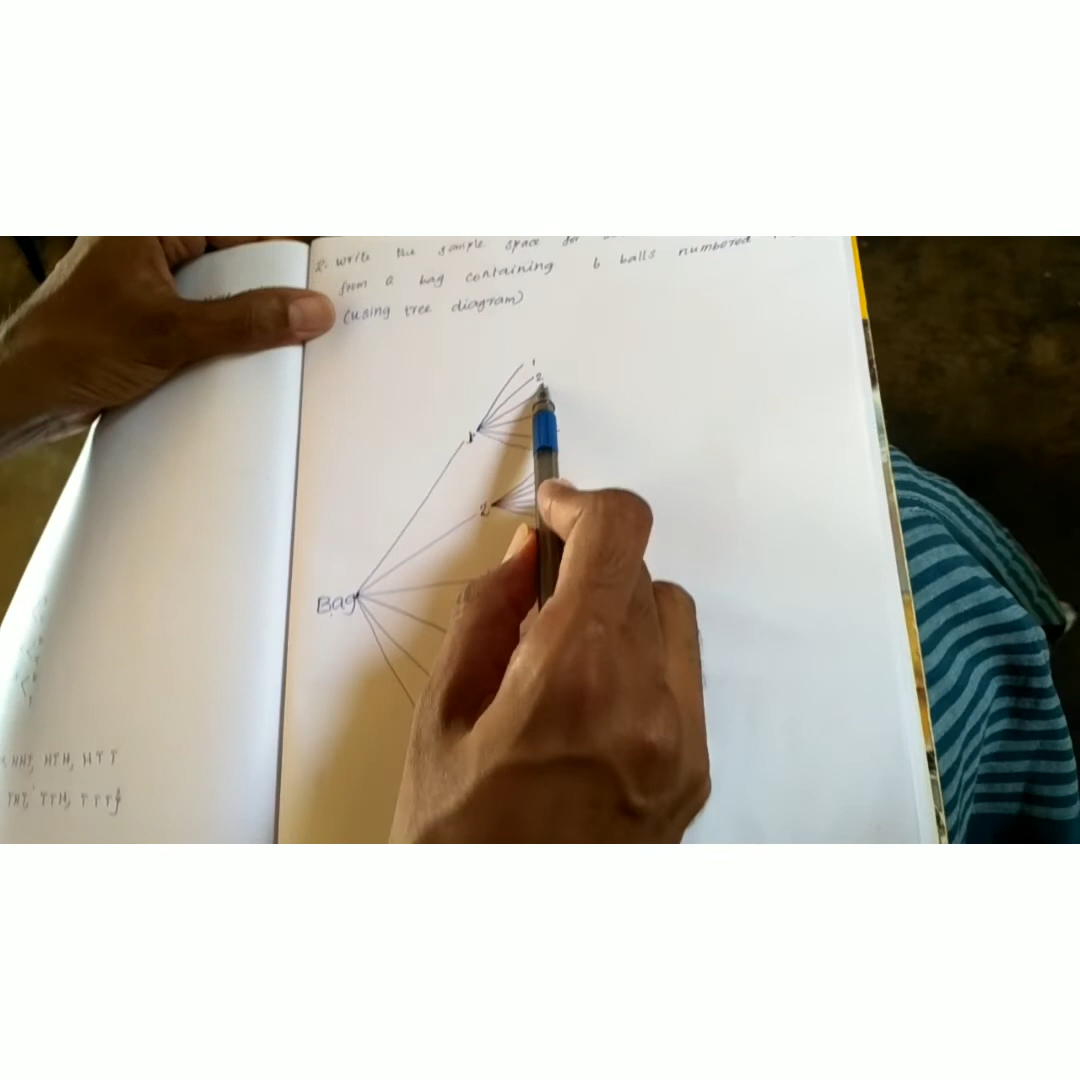 2. Write the sample space for
from a bag containing 6 balls numbered
(using tree diagram)
1
2
1
2
Bag
HHT, HTH, HTT
THT, TTH, TTT}